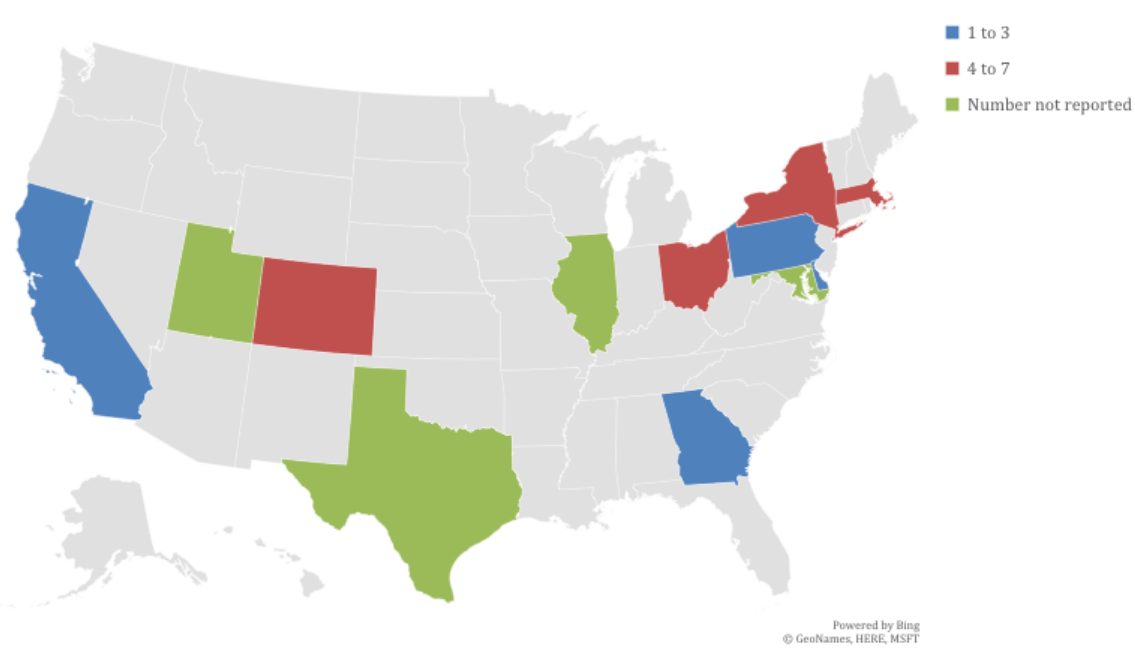 1 to 3
4 to 7
Number not reported
Powered by Bing
© GeoNames, HERE, MSFT